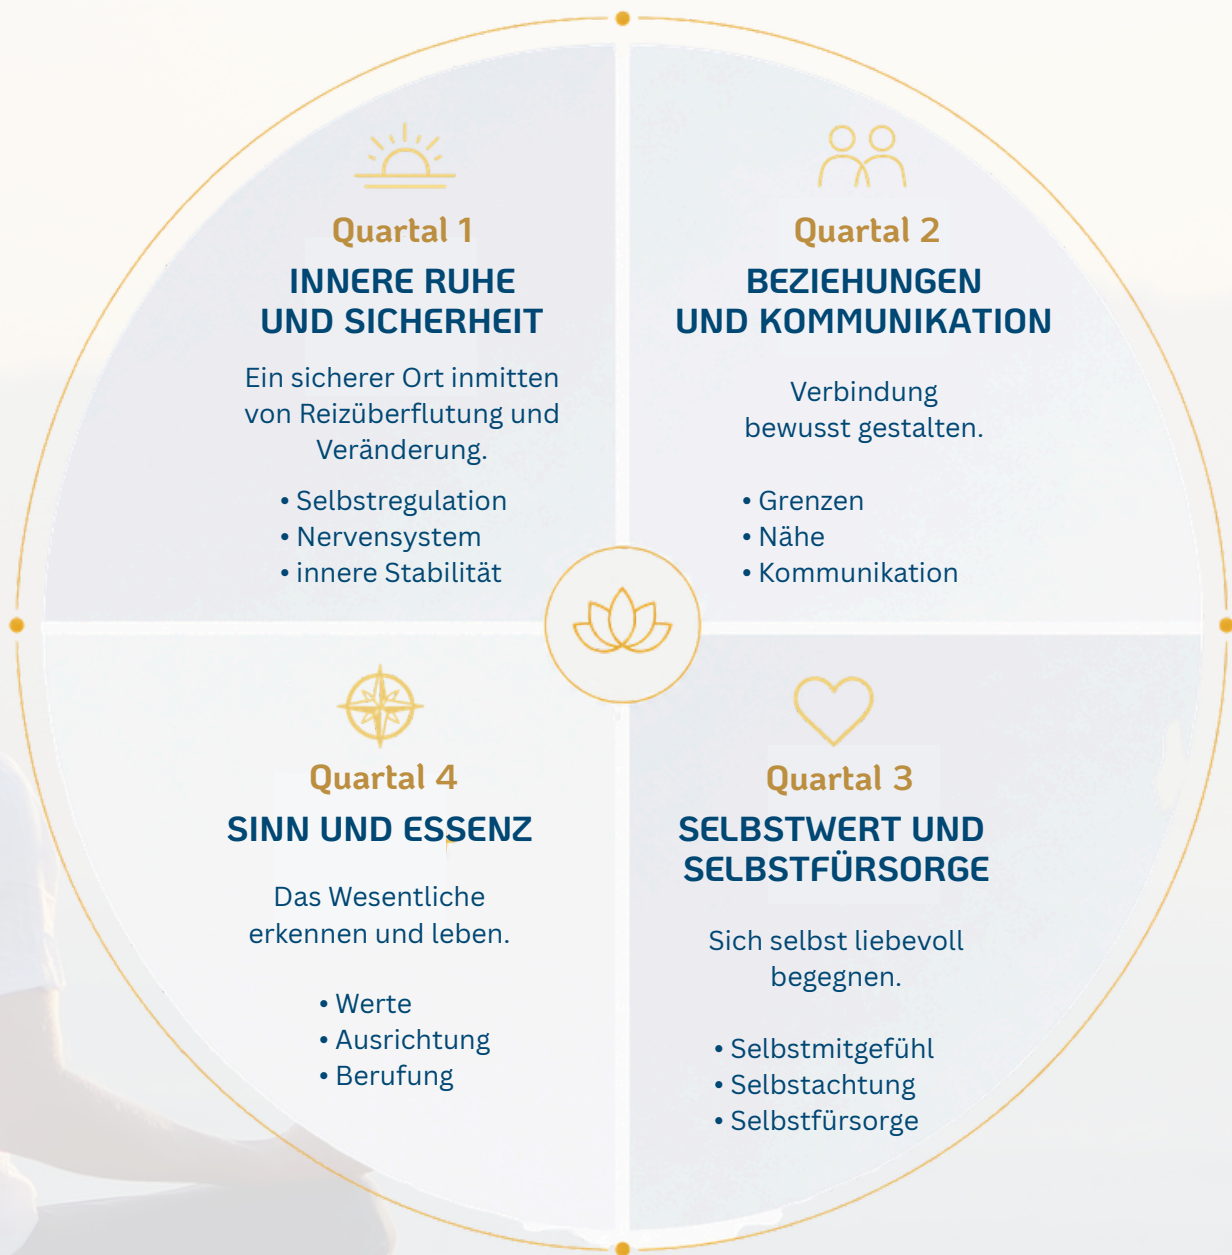 Quartal 1
INNERE RUHE
UND SICHERHEIT
Ein sicherer Ort inmitten
von Reizüberflutung und
Veränderung.
• Selbstregulation
• Nervensystem
• innere Stabilität
Quartal 2
BEZIEHUNGEN
UND KOMMUNIKATION
Verbindung
bewusst gestalten.
• Grenzen
• Nähe
• Kommunikation
Quartal 3
SELBSTWERT UND
SELBSTFÜRSORGE
Sich selbst liebevoll
begegnen.
• Selbstmitgefühl
• Selbstachtung
• Selbstfürsorge
Quartal 4
SINN UND ESSENZ
Das Wesentliche
erkennen und leben.
• Werte
• Ausrichtung
• Berufung